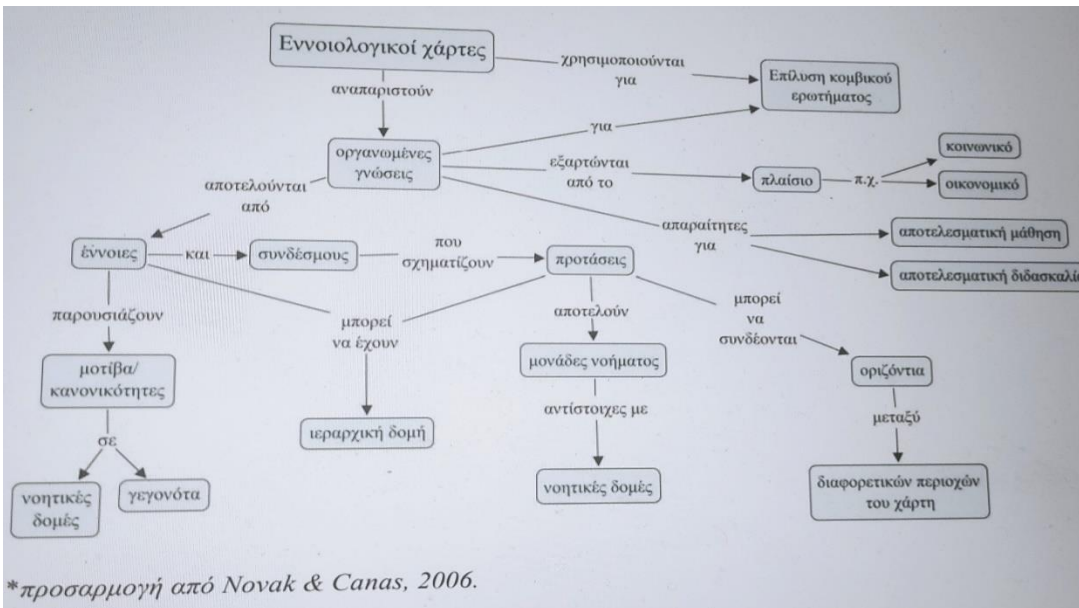 Εννοιολογικοί χάρτες
χρησιμοποιούνται
για
Επίλυση κομβικού
ερωτήματος
αναπαριστούν
για
οργανωμένες
γνώσεις
εξαρτώνται
από το
πλαίσιο
π.χ.
κοινωνικό
οικονομικό
αποτελούνται
από
απαραίτητες
για
αποτελεσματική μάθηση
αποτελεσματική διδασκαλία
έννοιες
και
συνδέσμους
που
σχηματίζουν
προτάσεις
παρουσιάζουν
μπορεί
να έχουν
αποτελούν
μπορεί
να
συνδέονται
μοτίβα/
κανονικότητες
ιεραρχική δομή
μονάδες νοήματος
οριζόντια
σε
αντίστοιχες με
μεταξύ
νοητικές
δομές
γεγονότα
νοητικές δομές
διαφορετικών περιοχών
του χάρτη
*προσαρμογή από Novak & Canas, 2006.